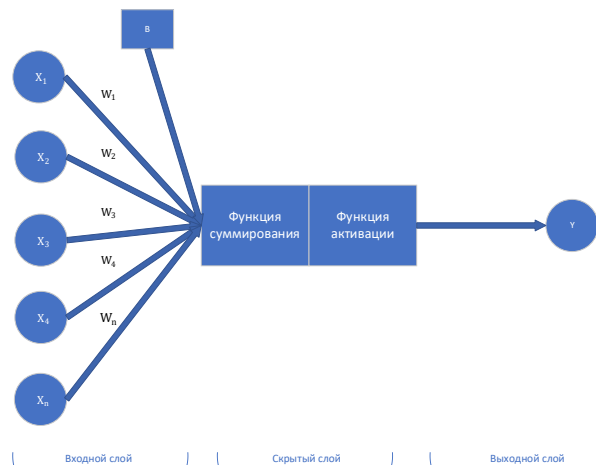 B
X₁
W₁
X₂
W₂
X₃
W₃
Функция
суммирования
Функция
активации
Y
W₄
X₄
Wₙ
Xₙ
Входной слой
Скрытый слой
Выходной слой